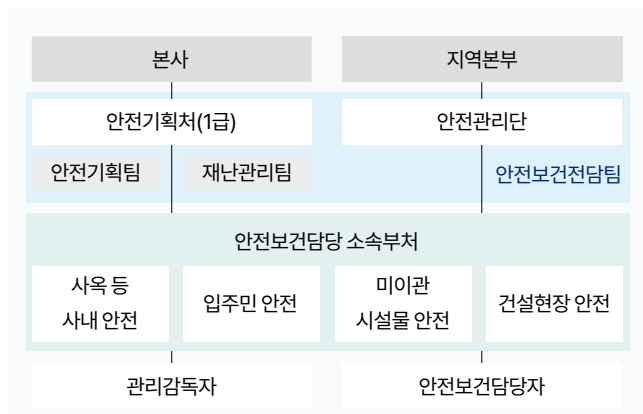 본사
지역본부
안전기획처(1급)
안전관리단
안전기획팀
재난관리팀
안전보건전담팀
안전보건담당 소속부처
사옥 등
사내 안전
입주민 안전
미이관
시설물 안전
건설현장 안전
관리감독자
안전보건담당자